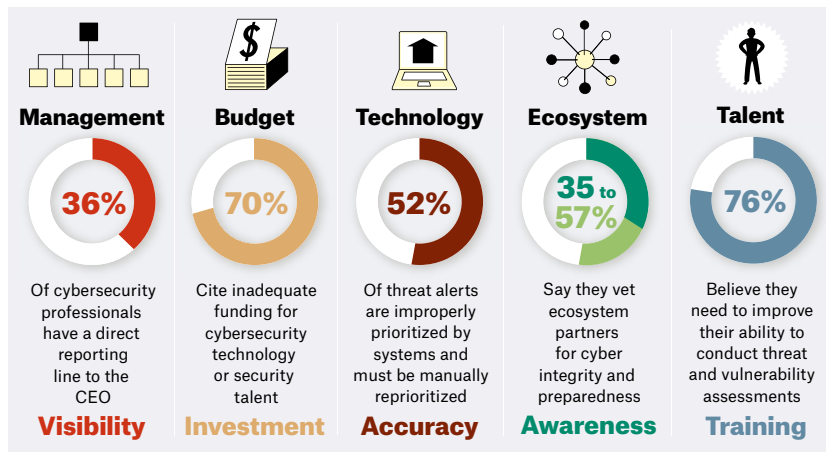 $
Management
36%
Of cybersecurity
professionals
have a direct
reporting
line to the
CEO
Visibility
Budget
70%
Cite inadequate
funding for
cybersecurity
technology
or security
talent
Investment
Technology
52%
Of threat alerts
are improperly
prioritized by
systems and
must be manually
reprioritized
Accuracy
Ecosystem
35 to
57%
Say they vet
ecosystem
partners
for cyber
integrity and
preparedness
Awareness
Talent
76%
Believe they
need to improve
their ability to
conduct threat
and vulnerability
assessments
Training